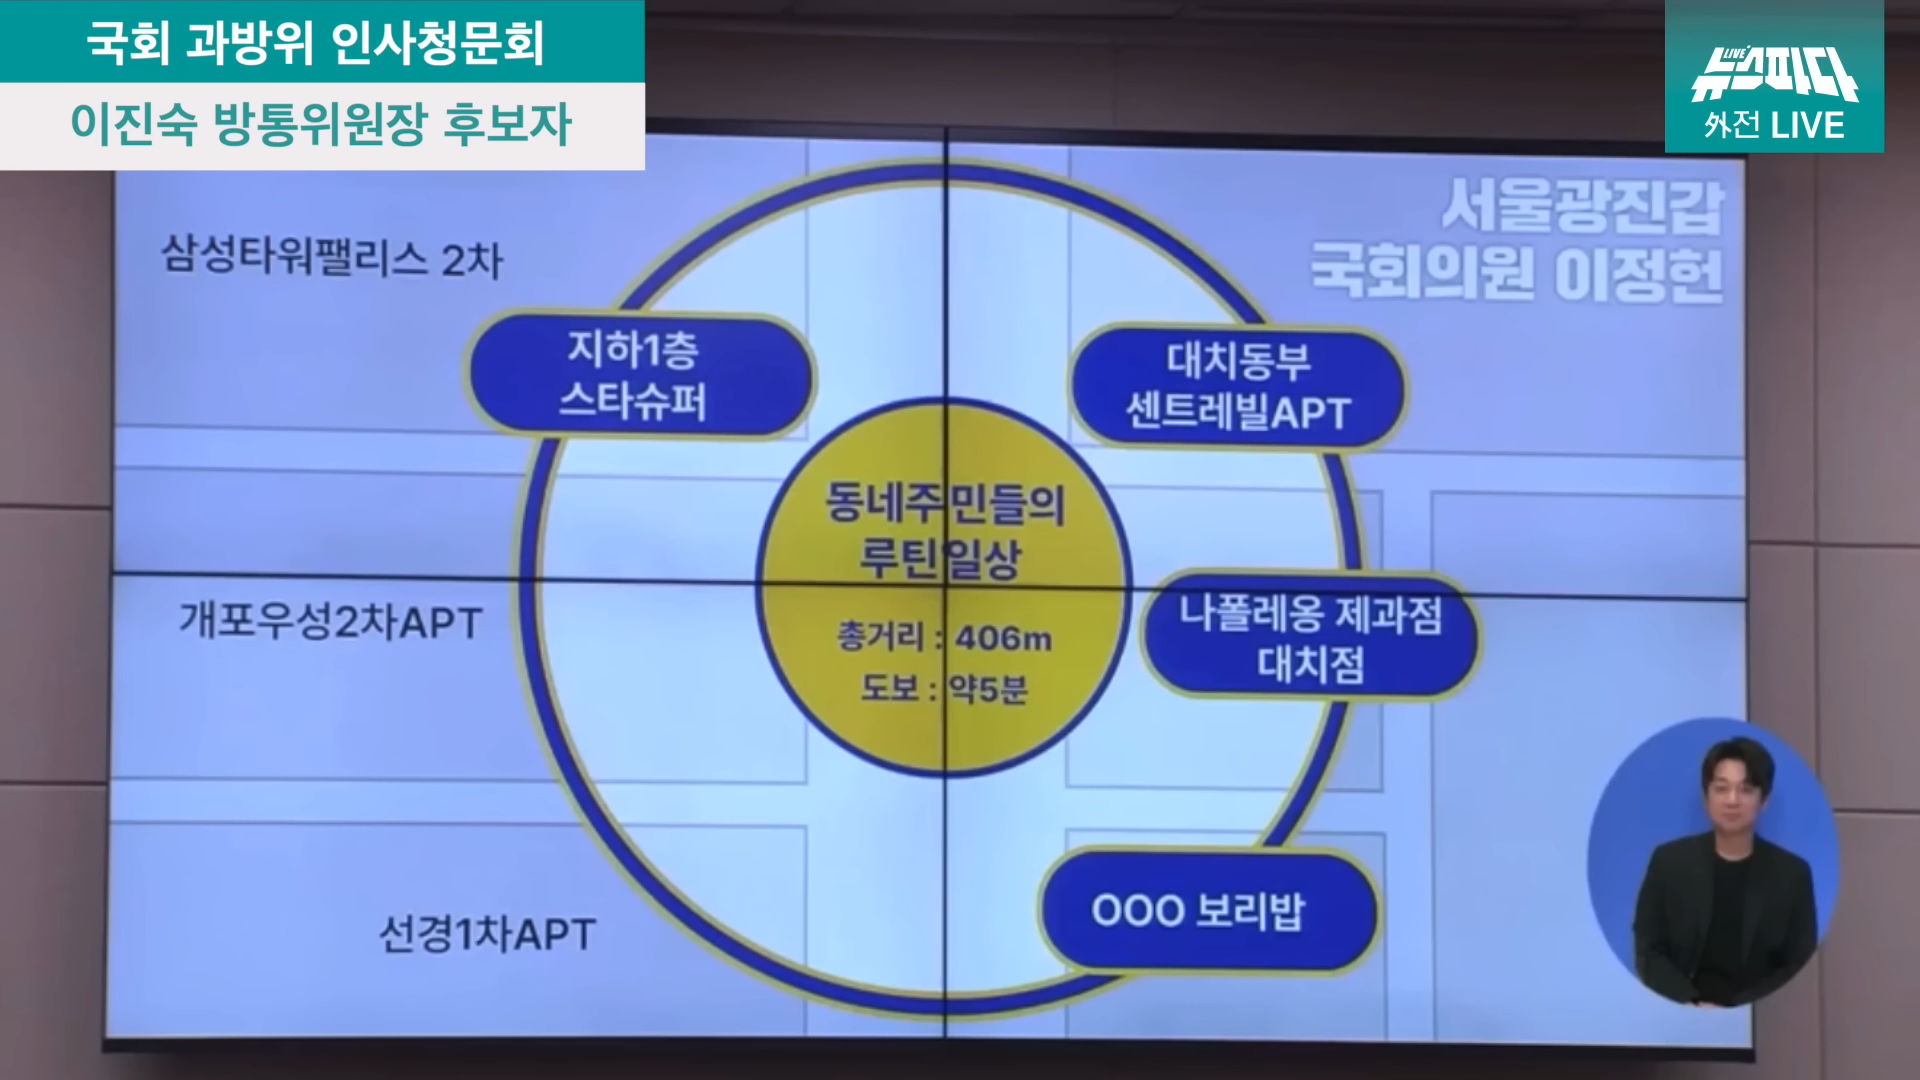 국회 과방위 인사청문회
이진숙 방통위원장 후보자
LIVE
뉴스피다
外전 LIVE
서울광진갑
국회의원 이정헌
삼성타워팰리스 2차
지하1층
스타슈퍼
대치동부
센트레빌APT
동네주민들의
루틴일상
총거리 : 406m
도보 : 약5분
나폴레옹 제과점
대치점
개포우성2차APT
OOO 보리밥
선경1차APT